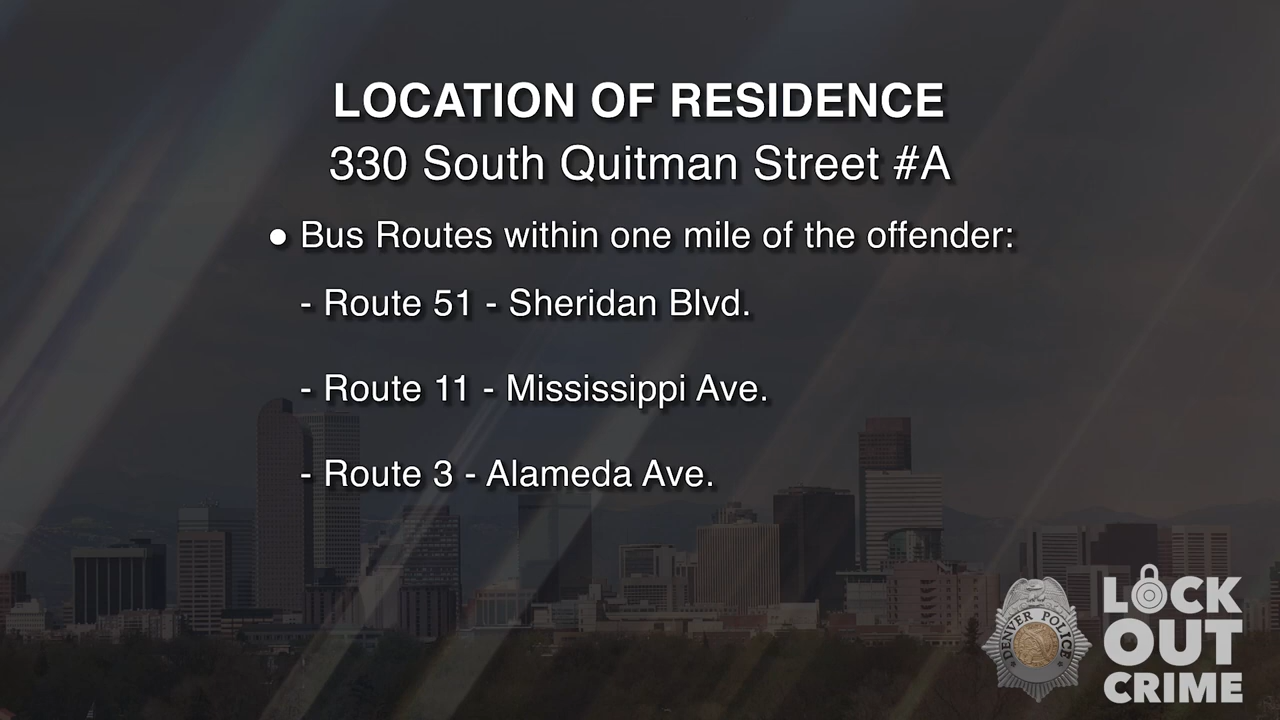 LOCATION OF RESIDENCE
330 South Quitman Street #A
● Bus Routes within one mile of the offender:
- Route 51 - Sheridan Blvd.
- Route 11 - Mississippi Ave.
- Route 3 - Alameda Ave.
DENVER POLICE
LOCK
OUT
CRIME